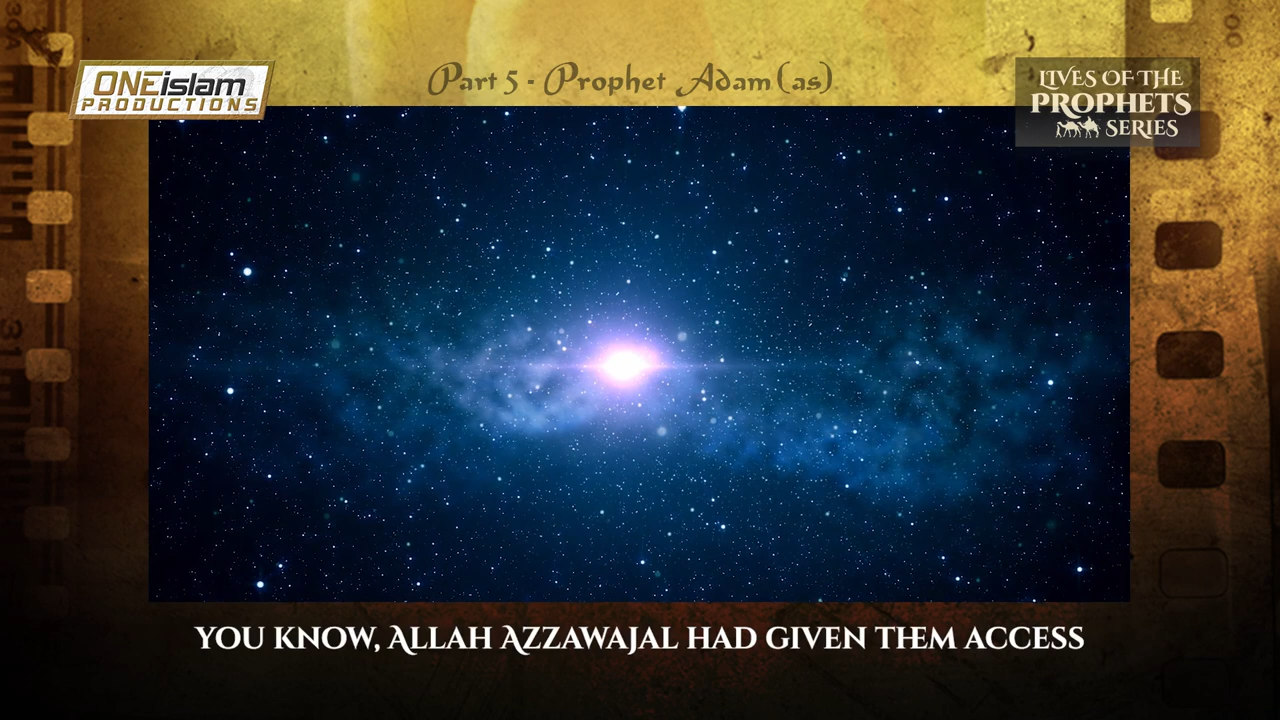 ONEislam
PRODUCTIONS
Part 5 - Prophet Adam (as)
LIVES OF THE
PROPHETS
SERIES
YOU KNOW, ALLAH AZZAWAJAL HAD GIVEN THEM ACCESS